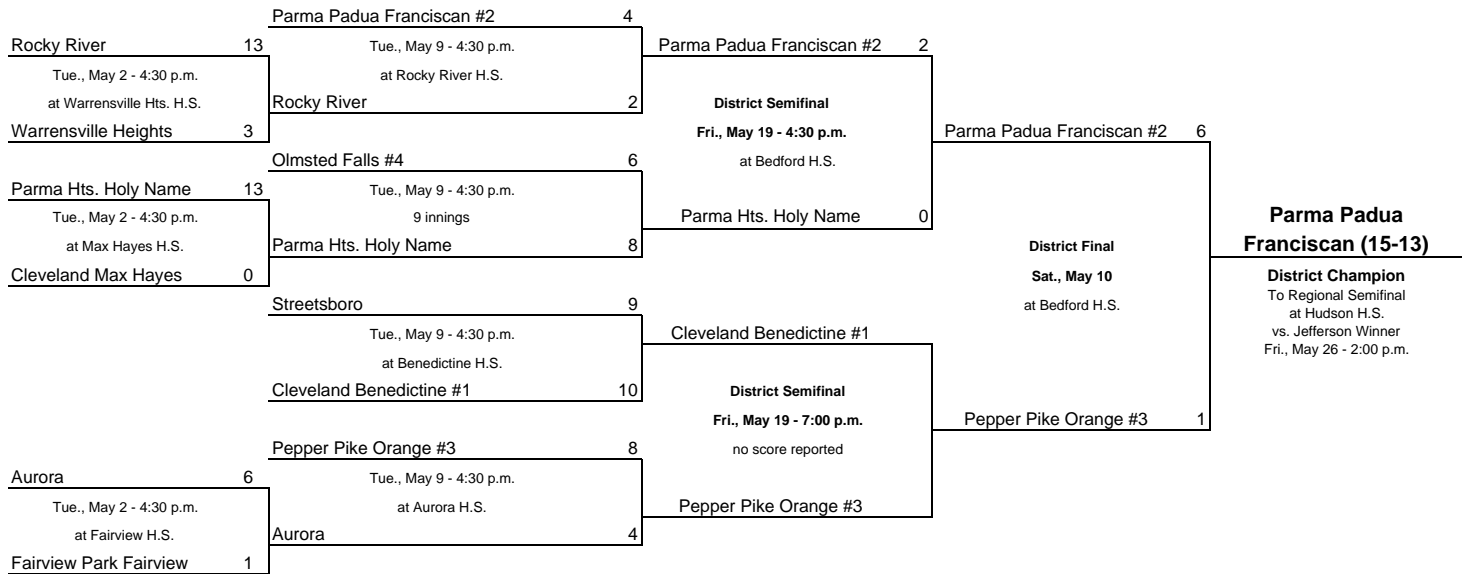 Parma Padua Franciscan #2 4
Rocky River 13
Tue., May 9 - 4:30 p.m.
Parma Padua Franciscan #2 2
Tue., May 2 - 4:30 p.m.
at Rocky River H.S.
at Warrensville Hts. H.S.
Rocky River 2
District Semifinal
Warrensville Heights 3
Fri., May 19 - 4:30 p.m.
Parma Padua Franciscan #2 6
Olmsted Falls #4 6
at Bedford H.S.
Parma Hts. Holy Name 13
Tue., May 9 - 4:30 p.m.
Tue., May 2 - 4:30 p.m.
9 innings
Parma Hts. Holy Name 0
Parma Padua
at Max Hayes H.S.
Parma Hts. Holy Name 8
District Final
Franciscan (15-13)
Cleveland Max Hayes 0
Sat., May 10
District Champion
To Regional Semifinal
Streetsboro 9
at Bedford H.S.
at Hudson H.S.
Tue., May 9 - 4:30 p.m.
Cleveland Benedictine #1
vs. Jefferson Winner
Fri., May 26 - 2:00 p.m.
at Benedictine H.S.
Cleveland Benedictine #1 10
District Semifinal
Fri., May 19 - 7:00 p.m.
Pepper Pike Orange #3 1
Pepper Pike Orange #3 8
no score reported
Aurora 6
Tue., May 9 - 4:30 p.m.
Tue., May 2 - 4:30 p.m.
at Aurora H.S.
Pepper Pike Orange #3
at Fairview H.S.
Aurora 4
Fairview Park Fairview 1